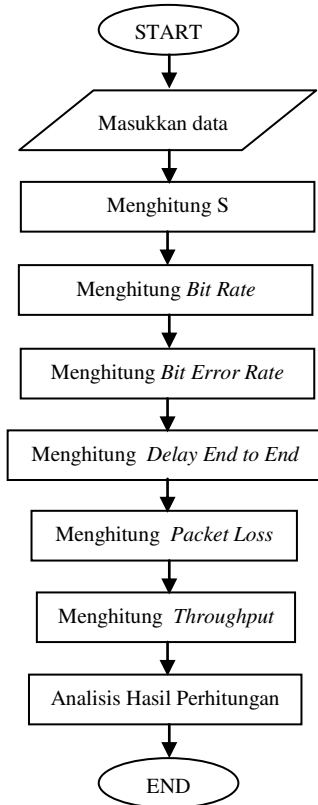 START
Masukkan data
Menghitung S
Menghitung Bit Rate
Menghitung Bit Error Rate
Menghitung Delay End to End
Menghitung Packet Loss
Menghitung Throughput
Analisis Hasil Perhitungan
END